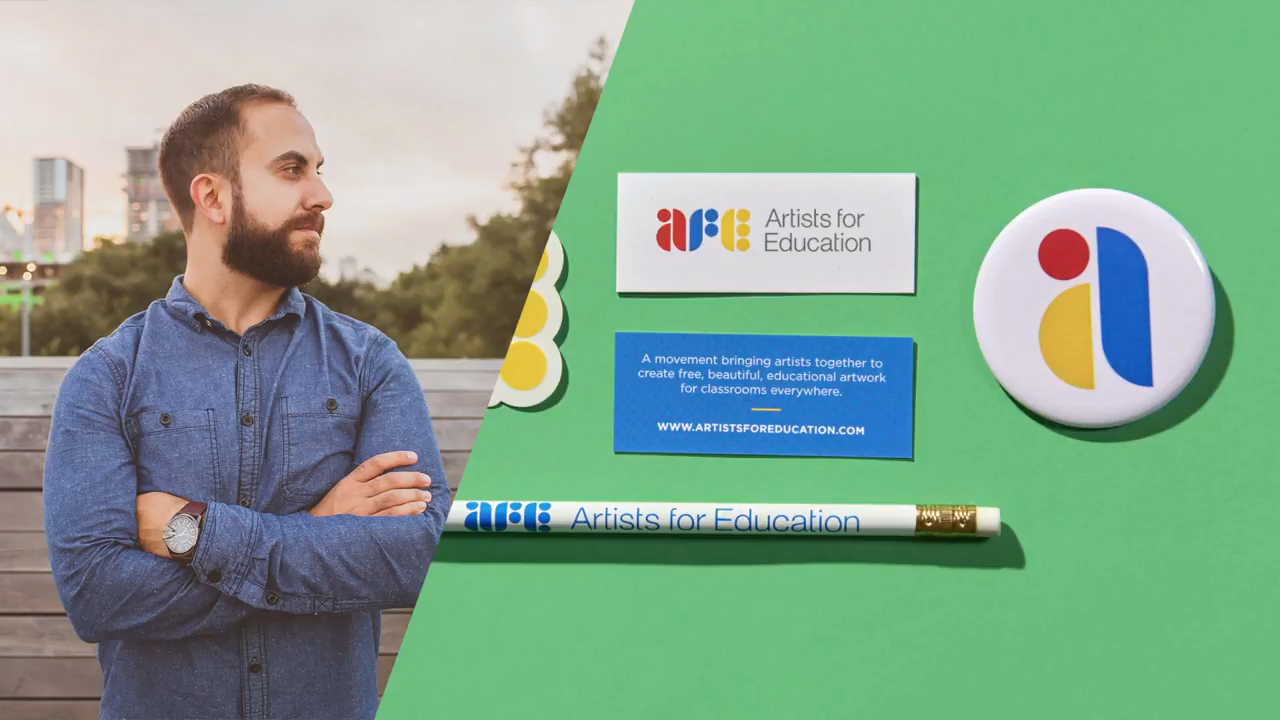 afe Artists for
Education
A movement bringing artists together to
create free, beautiful, educational artwork
for classrooms everywhere.
WWW.ARTISTSFOREDUCATION.COM
a
afe Artists for Education